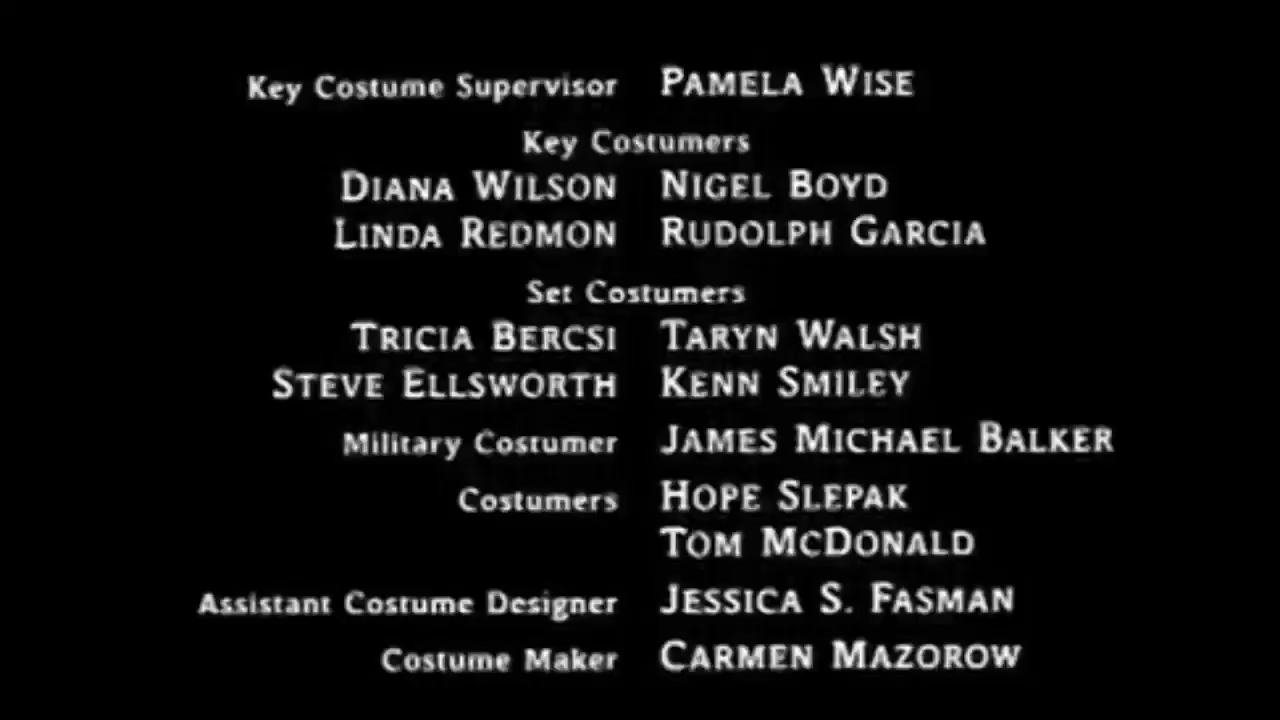 Key Costume Supervisor PAMELA WISE
Key Costumers
DIANA WILSON NIGEL BOYD
LINDA REDMON RUDOLPH GARCIA
Set Costumers
TRICIA BERCSI TARYN WALSH
STEVE ELLSWORTH KENN SMILEY
Military Costumer JAMES MICHAEL BALKER
Costumers HOPE SLEPAK
TOM MCDONALD
Assistant Costume Designer JESSICA S. FASMAN
Costume Maker CARMEN MAZOROW